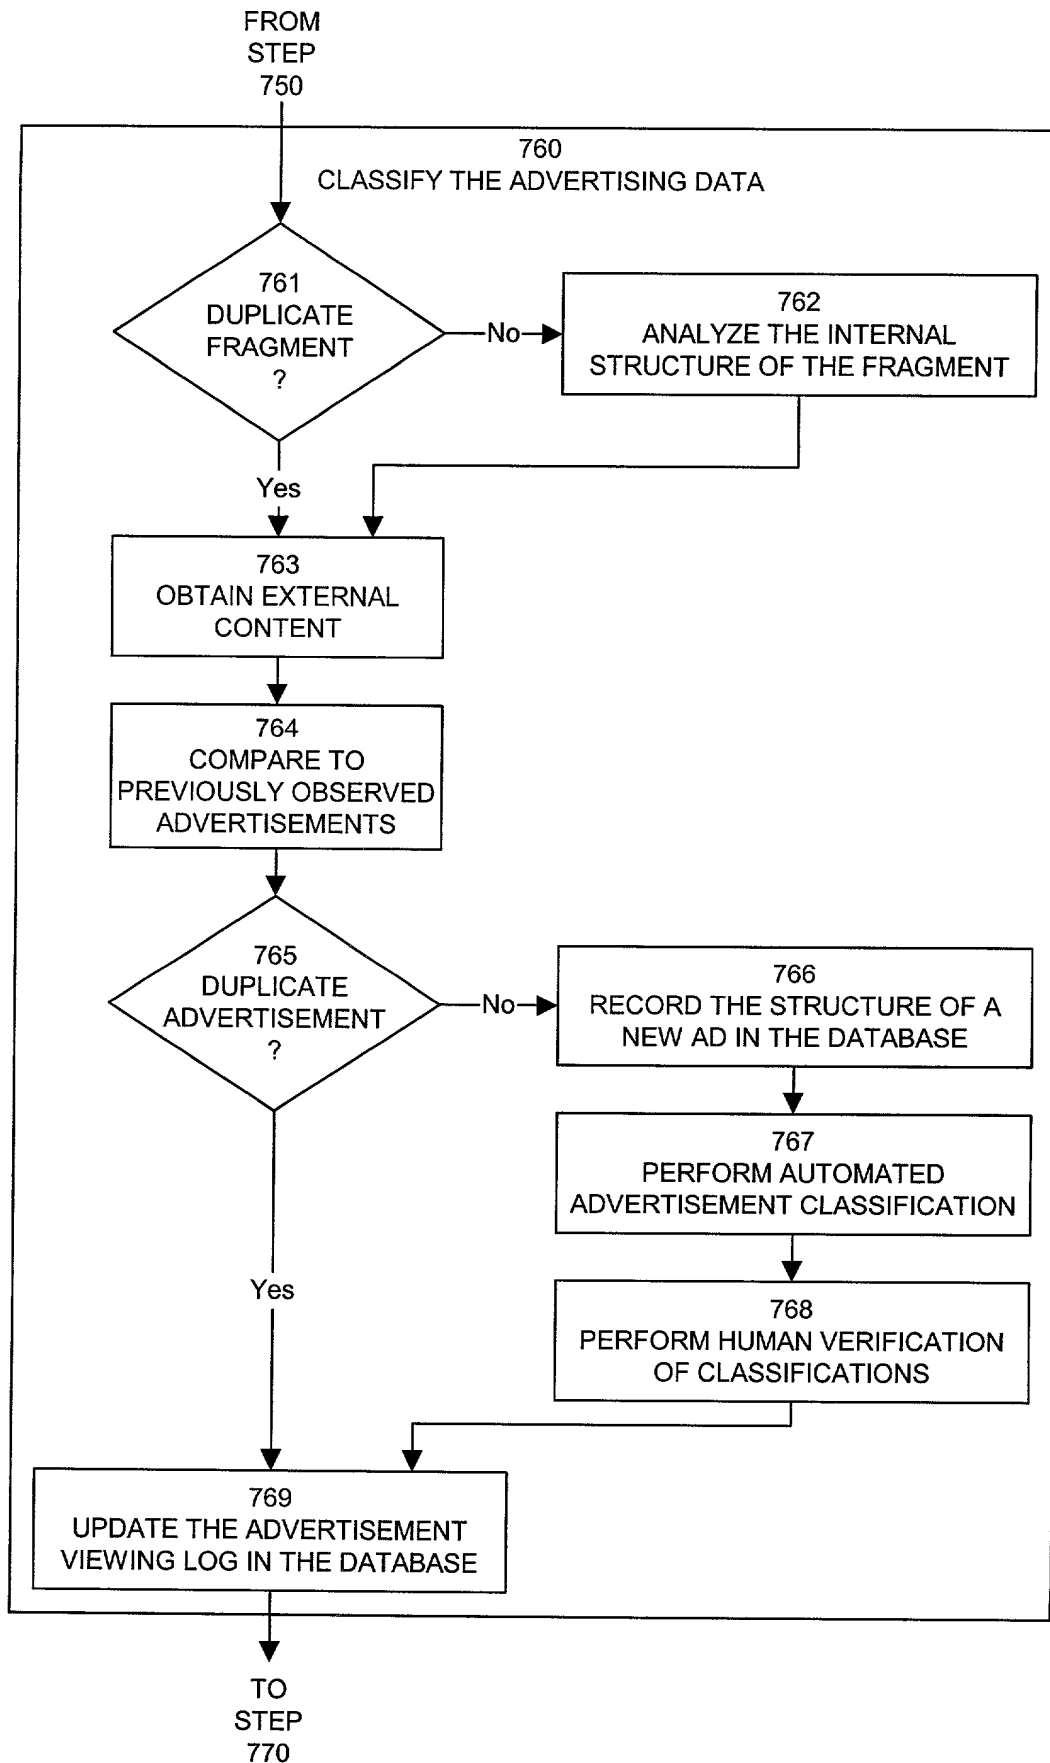 FROM
STEP
750
760
CLASSIFY THE ADVERTISING DATA
761
DUPLICATE
FRAGMENT
?
No
762
ANALYZE THE INTERNAL
STRUCTURE OF THE FRAGMENT
Yes
763
OBTAIN EXTERNAL
CONTENT
764
COMPARE TO
PREVIOUSLY OBSERVED
ADVERTISEMENTS
765
DUPLICATE
ADVERTISEMENT
?
No
766
RECORD THE STRUCTURE OF A
NEW AD IN THE DATABASE
767
PERFORM AUTOMATED
ADVERTISEMENT CLASSIFICATION
Yes
768
PERFORM HUMAN VERIFICATION
OF CLASSIFICATIONS
769
UPDATE THE ADVERTISEMENT
VIEWING LOG IN THE DATABASE
TO
STEP
770